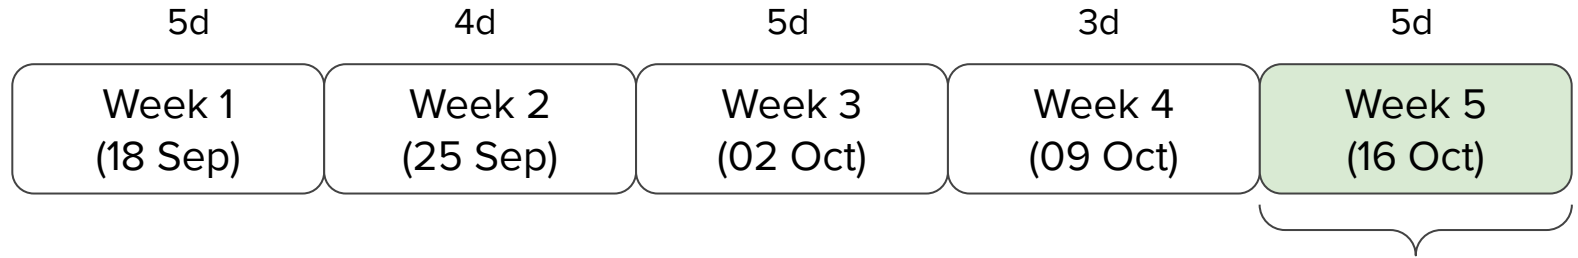 5d
4d
5d
3d
5d
Week 1
(18 Sep)
Week 2
(25 Sep)
Week 3
(02 Oct)
Week 4
(09 Oct)
Week 5
(16 Oct)